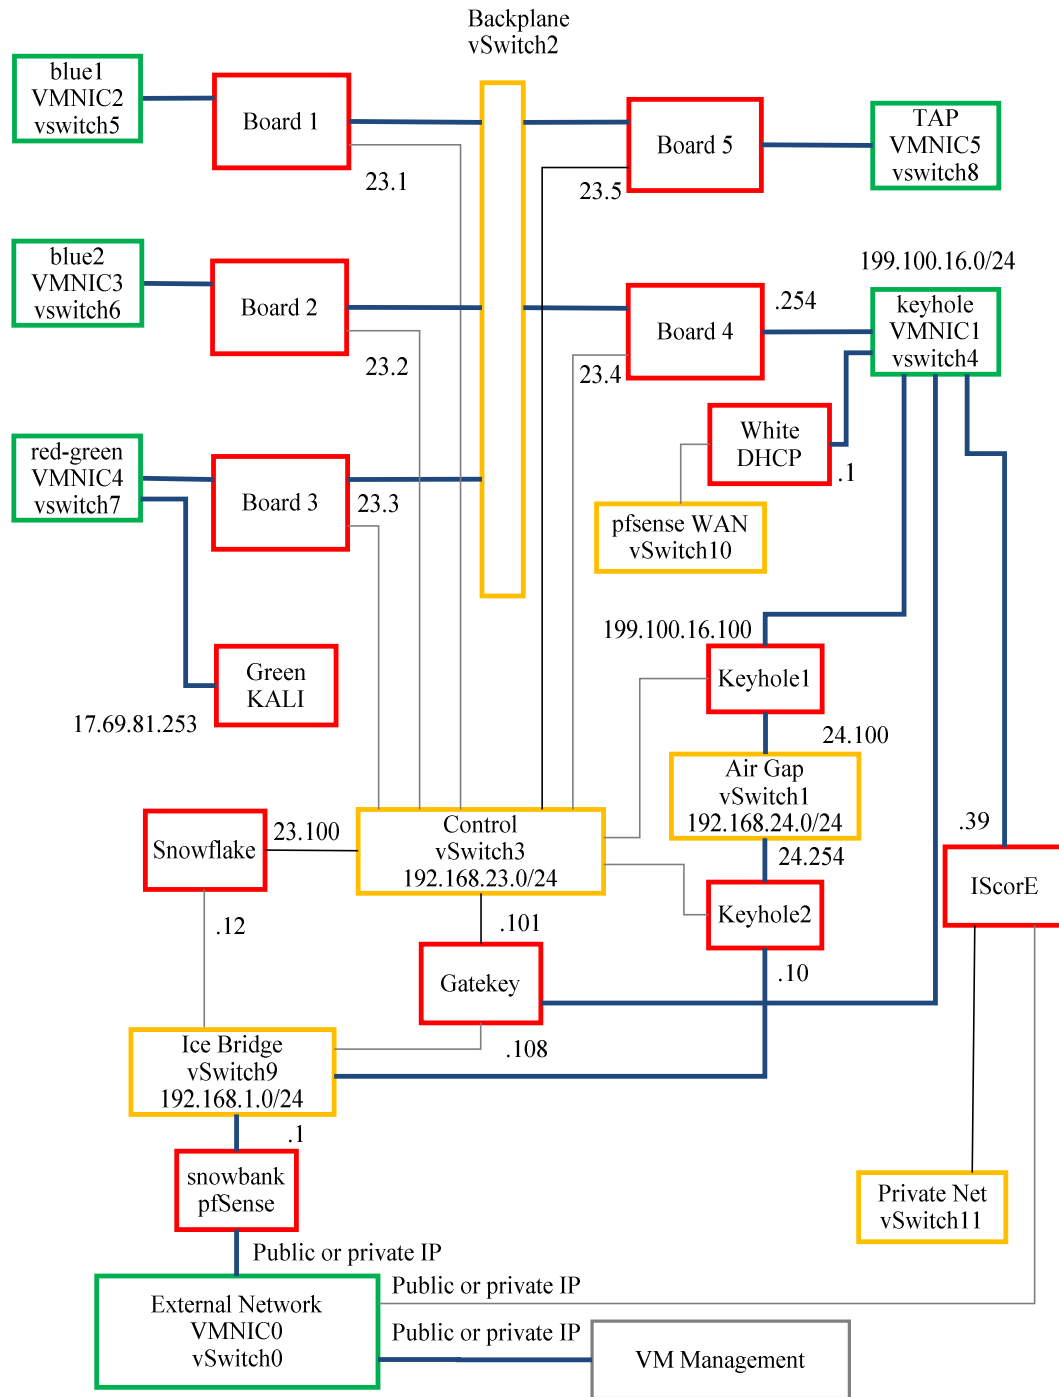 Backplane
vSwitch2
blue1
VMNIC2
vswitch5
Board 1
23.1
Board 5
23.5
TAP
VMNIC5
vswitch8
blue2
VMNIC3
vswitch6
Board 2
23.2
Board 4
23.4
.254
199.100.16.0/24
keyhole
VMNIC1
vswitch4
White
DHCP
.1
red-green
VMNIC4
vswitch7
Board 3
23.3
pfsense WAN
vSwitch10
199.100.16.100
Green
KALI
17.69.81.253
Keyhole1
24.100
Air Gap
vSwitch1
192.168.24.0/24
24.254
Snowflake
23.100
Control
vSwitch3
192.168.23.0/24
.39
IScorE
Keyhole2
.12
.101
.10
Gatekey
.108
Ice Bridge
vSwitch9
192.168.1.0/24
.1
snowbank
pfSense
Private Net
vSwitch11
Public or private IP
Public or private IP
External Network
VMNIC0
vSwitch0
Public or private IP
VM Management